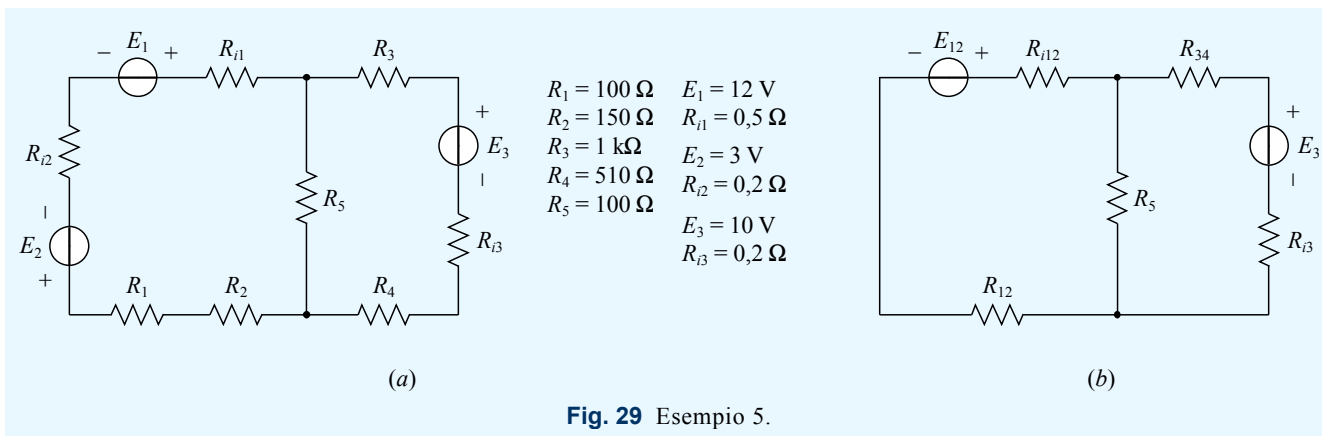 − E1 + Ri1 R3
Ri2
− E2 +
R1 R2
R5
R4
+ E3 −
Ri3
(a)
R1 = 100 Ω
R2 = 150 Ω
R3 = 1 kΩ
R4 = 510 Ω
R5 = 100 Ω
E1 = 12 V
Ri1 = 0,5 Ω
E2 = 3 V
Ri2 = 0,2 Ω
E3 = 10 V
Ri3 = 0,2 Ω
− E12 + Ri12 R34
R5
+ E3 −
Ri3
R12
(b)
Fig. 29 Esempio 5.